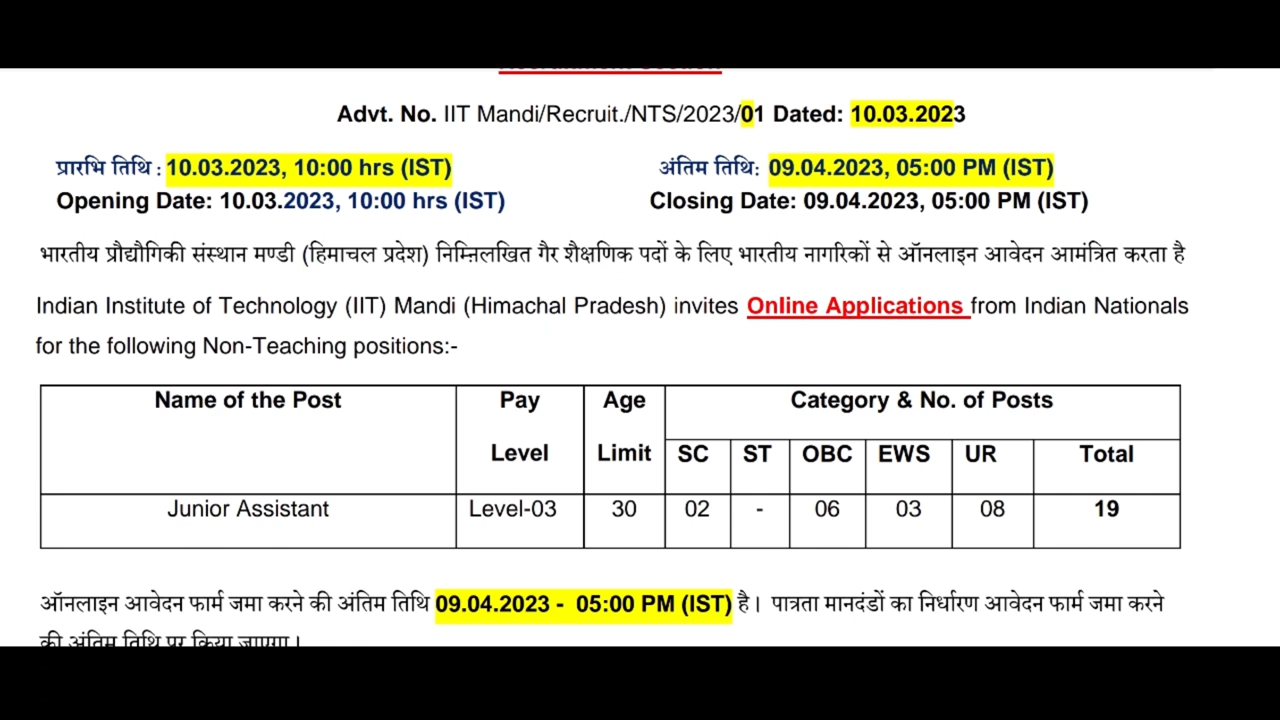 Advt. No. IIT Mandi/Recruit./NTS/2023/01 Dated: 10.03.2023
प्रारभि तिथि : 10.03.2023, 10:00 hrs (IST) अंतिम तिथि: 09.04.2023, 05:00 PM (IST)
Opening Date: 10.03.2023, 10:00 hrs (IST) Closing Date: 09.04.2023, 05:00 PM (IST)
भारतीय प्रौद्यौगिकी संस्थान मण्डी (हिमाचल प्रदेश) गैर शैक्षणिक पदों के लिए भारतीय नागरिकों से ऑनलाइन आवेदन आमंत्रित करता है
Indian Institute of Technology (IIT) Mandi (Himachal Pradesh) invites Online Applications from Indian Nationals
for the following Non-Teaching positions:-
Name of the Post Pay Level Age Limit Category & No. of Posts
SC ST OBC EWS UR Total
Junior Assistant Level-03 30 02 - 06 03 08 19
ऑनलाइन आवेदन फार्म जमा करने की अंतिम तिथि 09.04.2023 - 05:00 PM (IST) है। पात्रता मानदंडों का निर्धारण आवेदन फार्म जमा करने
की अंतिम तिथि पर किया जाएगा।